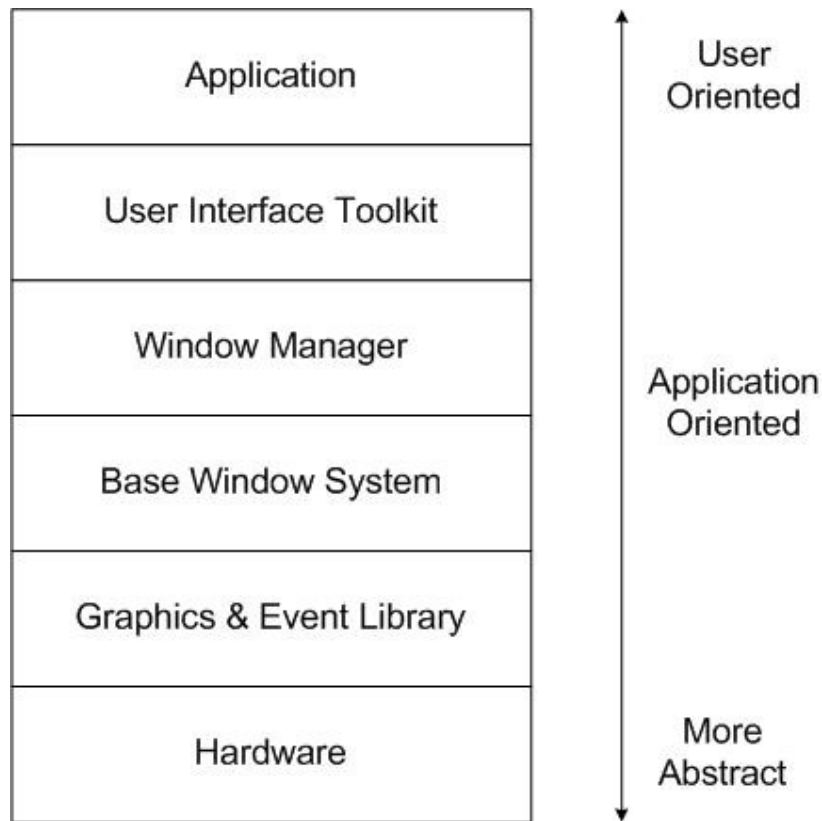 Application
User Interface Toolkit
Window Manager
Base Window System
Graphics & Event Library
Hardware
User
Oriented
Application
Oriented
More
Abstract